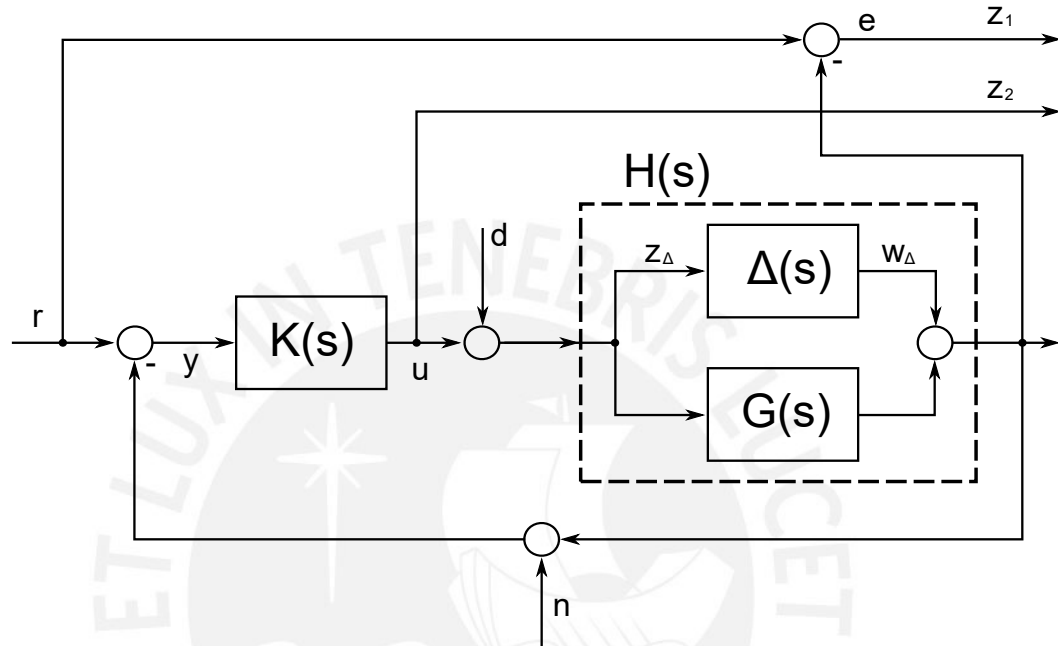 e
z₁
z₂
H(s)
d
z_Δ
Δ(s)
w_Δ
r
-
y
K(s)
u
G(s)
-
n
ET LUX IN TENEBRIS LUCET